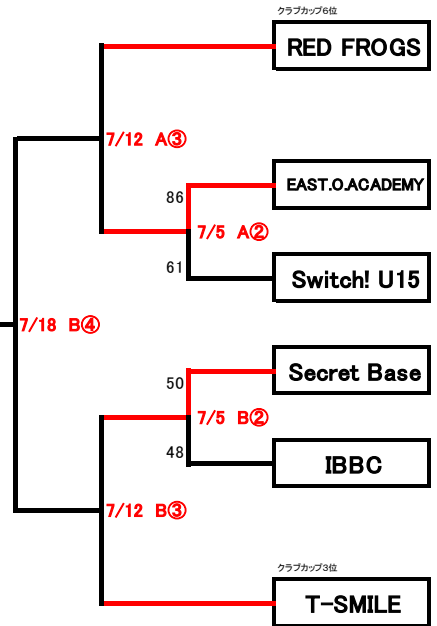 クラブカップ6位
RED FROGS
7/12 A③
EAST.O.ACADEMY
86
7/5 A②
61
Switch! U15
7/18 B④
Secret Base
50
7/5 B②
48
IBBC
7/12 B③
クラブカップ3位
T-SMILE